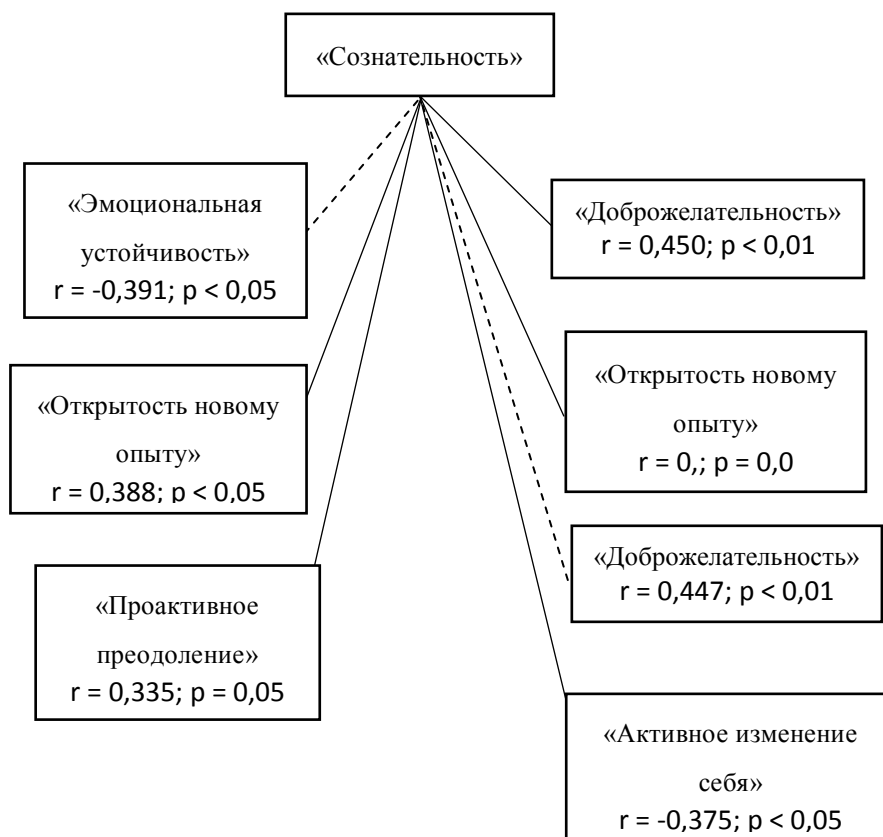 «Сознательность»
«Эмоциональная
устойчивость»
r = -0,391; p < 0,05
«Открытость новому
опыту»
r = 0,388; p < 0,05
«Проактивное
преодоление»
r = 0,335; p = 0,05
«Доброжелательность»
r = 0,450; p < 0,01
«Открытость новому
опыту»
r = 0,; p = 0,0
«Доброжелательность»
r = 0,447; p < 0,01
«Активное изменение
себя»
r = -0,375; p < 0,05